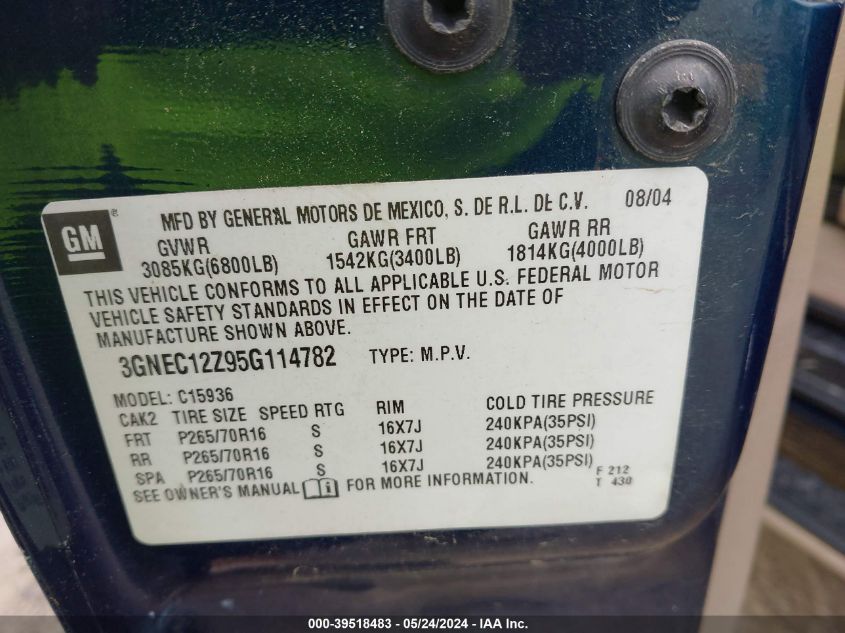 GM ® MFD BY GENERAL MOTORS DE MEXICO, S. DE R.L. DE C.V. 08/04
GVWR GAWR FRT GAWR RR
3085KG(6800LB) 1542KG(3400LB) 1814KG(4000LB)
THIS VEHICLE CONFORMS TO ALL APPLICABLE U.S. FEDERAL MOTOR
VEHICLE SAFETY STANDARDS IN EFFECT ON THE DATE OF
MANUFACTURE SHOWN ABOVE.
3GNEC12Z95G114782 TYPE: M.P.V.
MODEL: C15936
CAK2 TIRE SIZE SPEED RTG RIM COLD TIRE PRESSURE
FRT P265/70R16 S 16X7J 240KPA(35PSI)
RR P265/70R16 S 16X7J 240KPA(35PSI)
SPA P265/70R16 S 16X7J 240KPA(35PSI)
SEE OWNER'S MANUAL FOR MORE INFORMATION. F 212
T 430
000-39518483 - 05/24/2024 - IAA Inc.